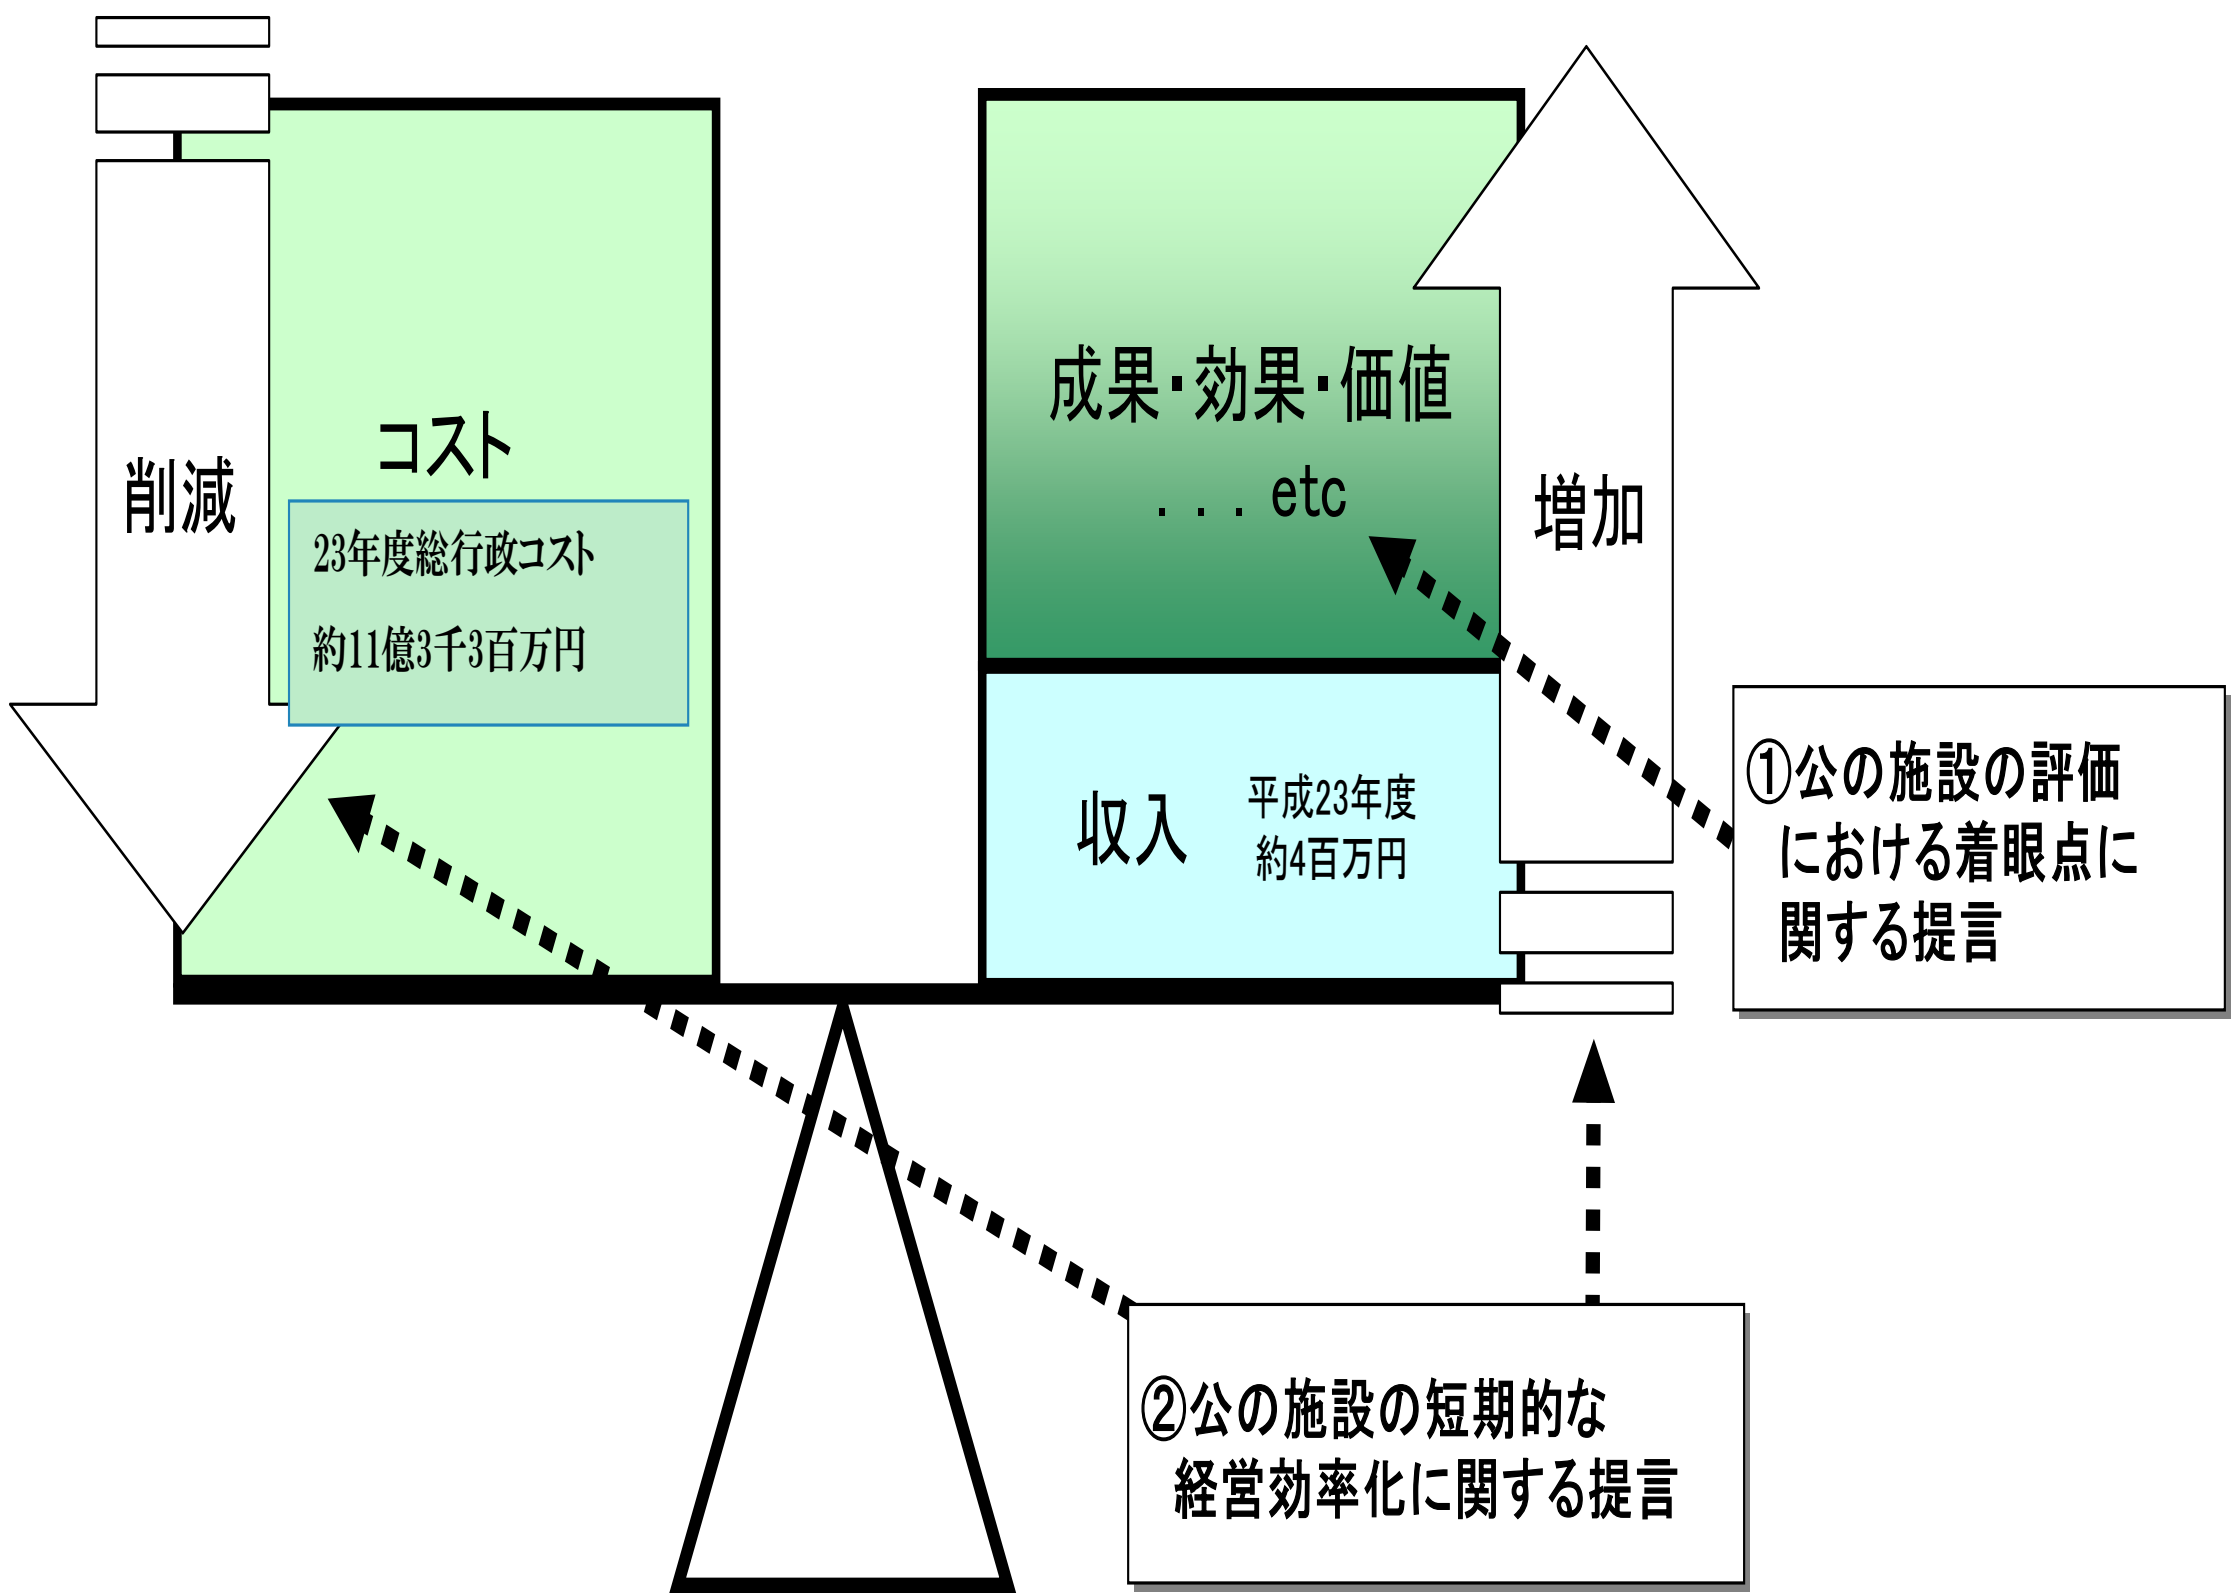 削減
コスト
23年度総行政コスト
約11億3千3百万円
成果・効果・価値
...etc
増加
収入
平成23年度
約4百万円
①公の施設の評価
における着眼点に
関する提言
②公の施設の短期的な
経営効率化に関する提言